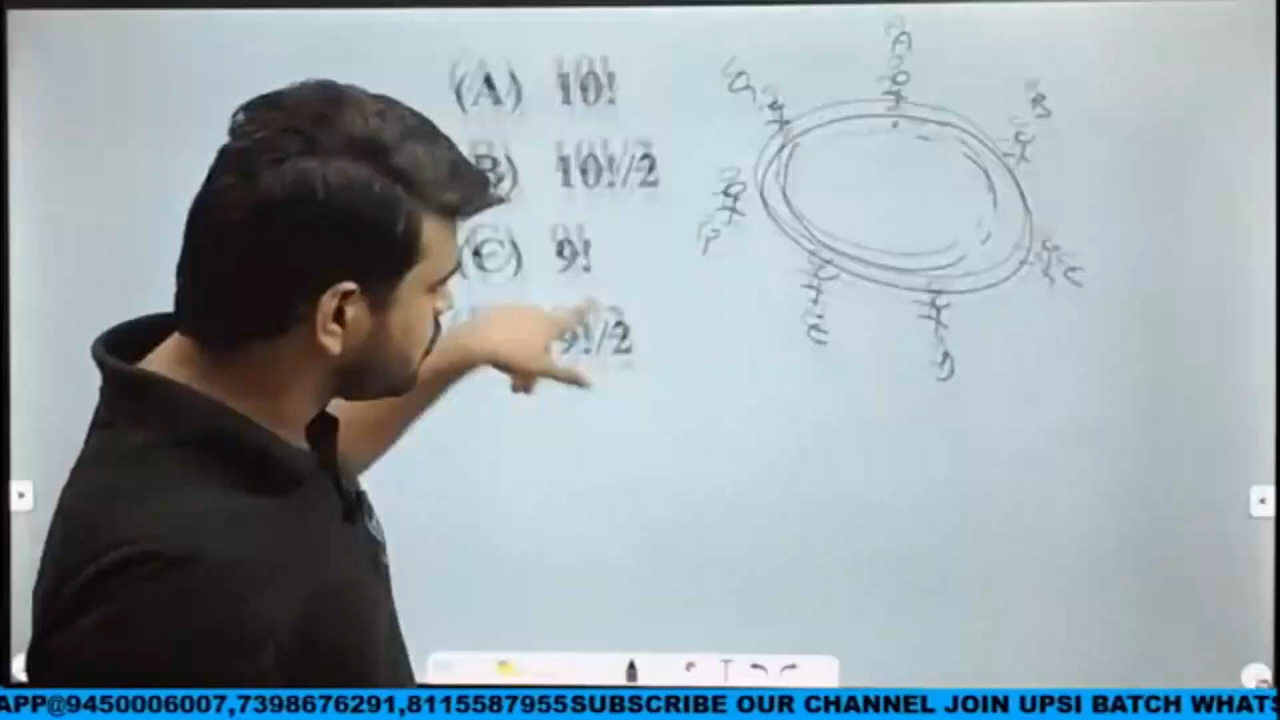 (A) 10!
(B) 10!/2
(C) 9!
9!/2
A
B
C
D
E
F
G
APP@9450006007,7398676291,8115587955SUBSCRIBE OUR CHANNEL JOIN UPSI BATCH WHATS